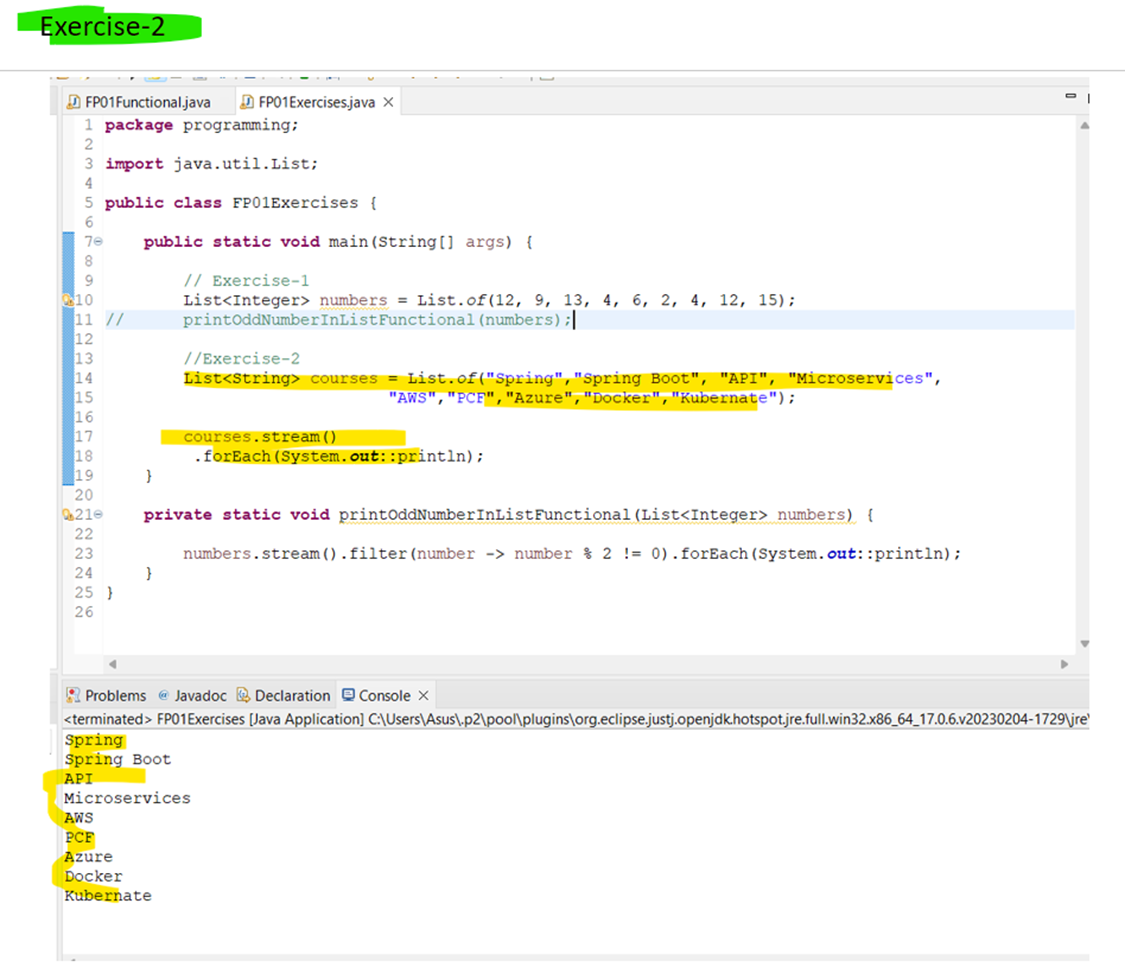 Exercise-2
FP01Functional.java FP01Exercises.java
1 package programming;
2
3 import java.util.List;
4
5 public class FP01Exercises {
6
7 public static void main(String[] args) {
8
9 // Exercise-1
10 List<Integer> numbers = List.of(12, 9, 13, 4, 6, 2, 4, 12, 15);
11 // printOddNumberInListFunctional(numbers);
12
13 //Exercise-2
14 List<String> courses = List.of("Spring","Spring Boot", "API", "Microservices",
15 "AWS","PCF","Azure","Docker","Kubernate");
16
17 courses.stream()
18 .forEach(System.out::println);
19 }
20
21 private static void printOddNumberInListFunctional(List<Integer> numbers) {
22
23 numbers.stream().filter(number -> number % 2 != 0).forEach(System.out::println);
24 }
25 }
26
Problems Javadoc Declaration Console
<terminated> FP01Exercises [Java Application] C:\Users\Asus\.p2\pool\plugins\org.eclipse.justj.openjdk.hotspot.jre.full.win32.x86_64_17.0.6.v20230204-1729\jre\
Spring
Spring Boot
API
Microservices
AWS
PCF
Azure
Docker
Kubernate